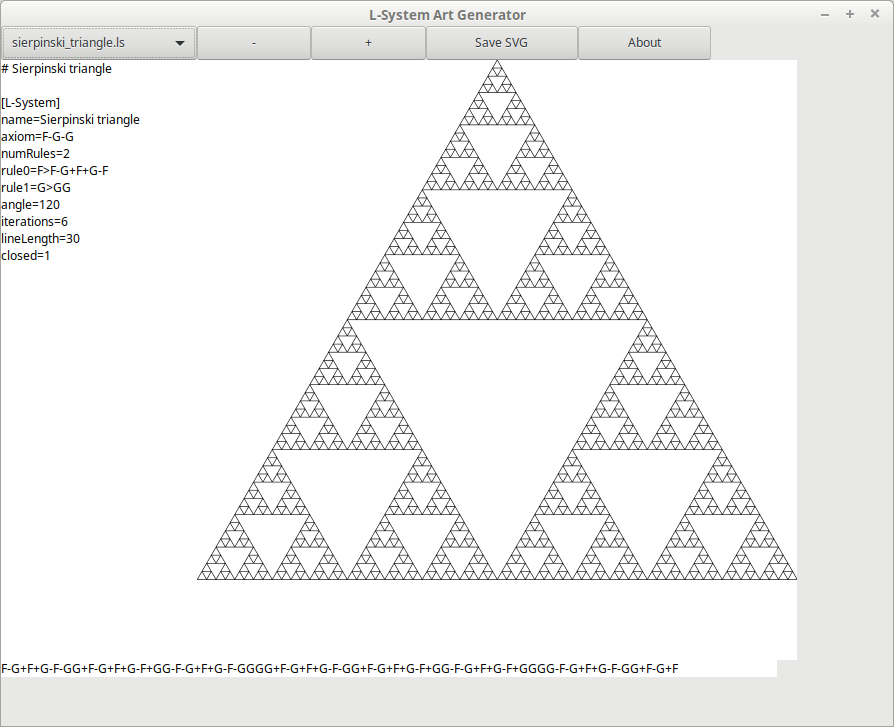 L-System Art Generator
sierpinski_triangle.ls
-
+
Save SVG
About
# Sierpinski triangle
[L-System]
name=Sierpinski triangle
axiom=F-G-G
numRules=2
rule0=F>F-G+F+G-F
rule1=G>GG
angle=120
iterations=6
lineLength=30
closed=1
F-G+F+G-F-GG+F-G+F+G-F+GG-F-G+F+G-F-GGGG+F-G+F+G-F-GG+F-G+F+G-F+GG-F-G+F+G-F+GGGG-F-G+F+G-F-GG+F-G+F